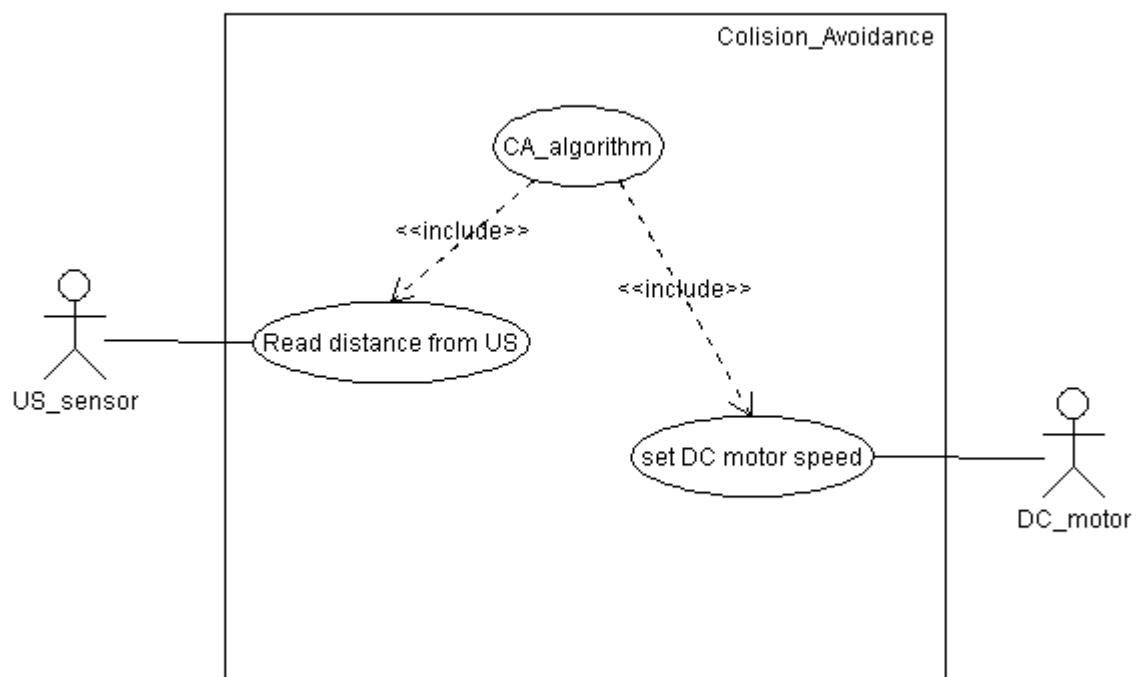 Colision_Avoidance
CA_algorithm
<<include>>
<<include>>
Read distance from US
US_sensor
set DC motor speed
DC_motor